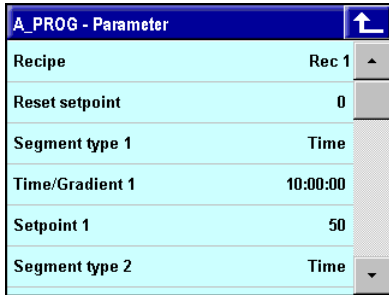 A_PROG - Parameter
Recipe Rec 1
Reset setpoint 0
Segment type 1 Time
Time/Gradient 1 10:00:00
Setpoint 1 50
Segment type 2 Time